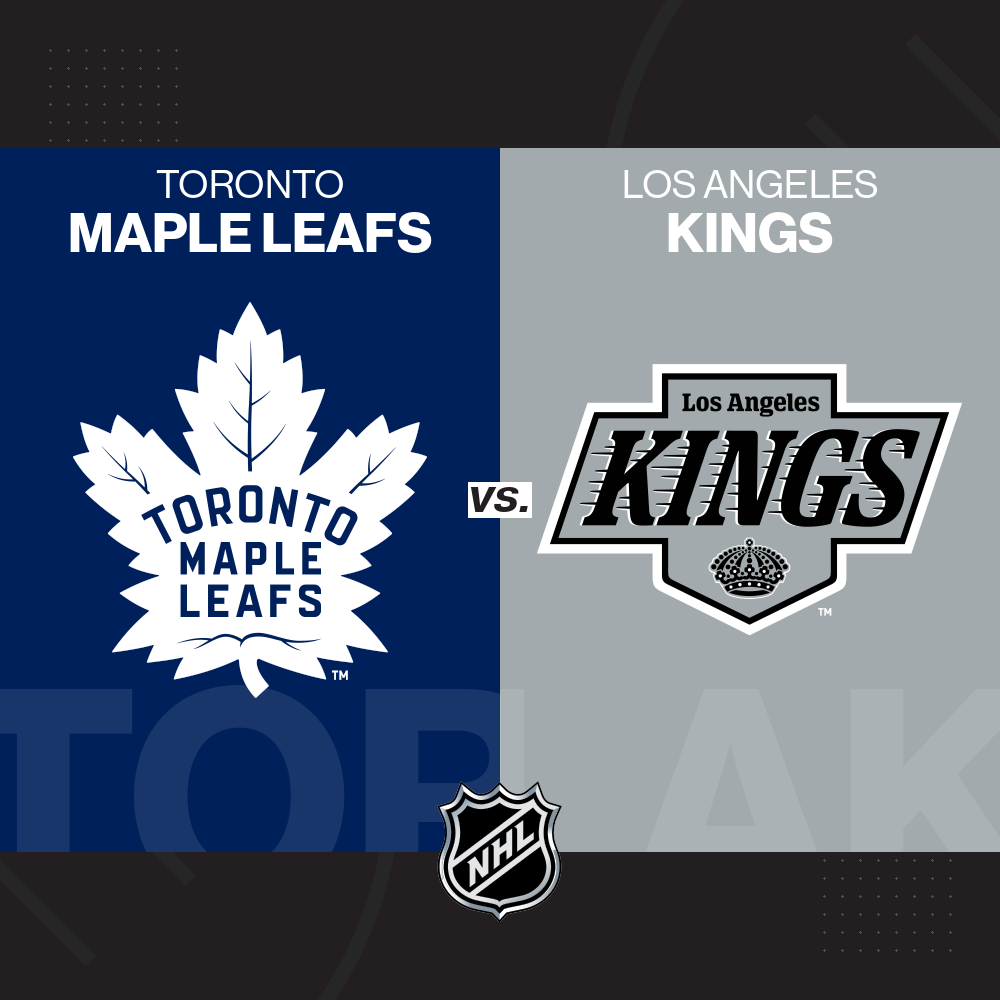 TORONTO
MAPLE LEAFS
LOS ANGELES
KINGS
TORONTO
MAPLE
LEAFS
TM
VS.
Los Angeles
KINGS
TM
TOR
LAK
NHL